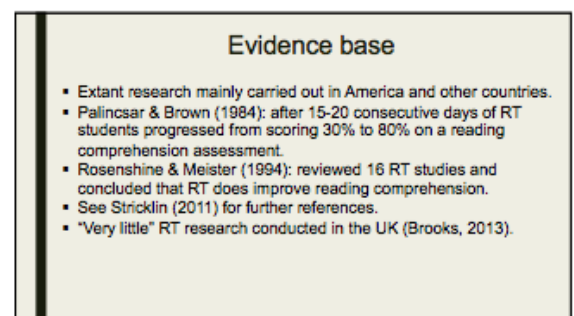 Evidence base
▪ Extant research mainly carried out in America and other countries.
▪ Palincsar & Brown (1984): after 15-20 consecutive days of RT
students progressed from scoring 30% to 80% on a reading
comprehension assessment.
▪ Rosenshine & Meister (1994): reviewed 16 RT studies and
concluded that RT does improve reading comprehension.
▪ See Stricklin (2011) for further references.
▪ "Very little" RT research conducted in the UK (Brooks, 2013).